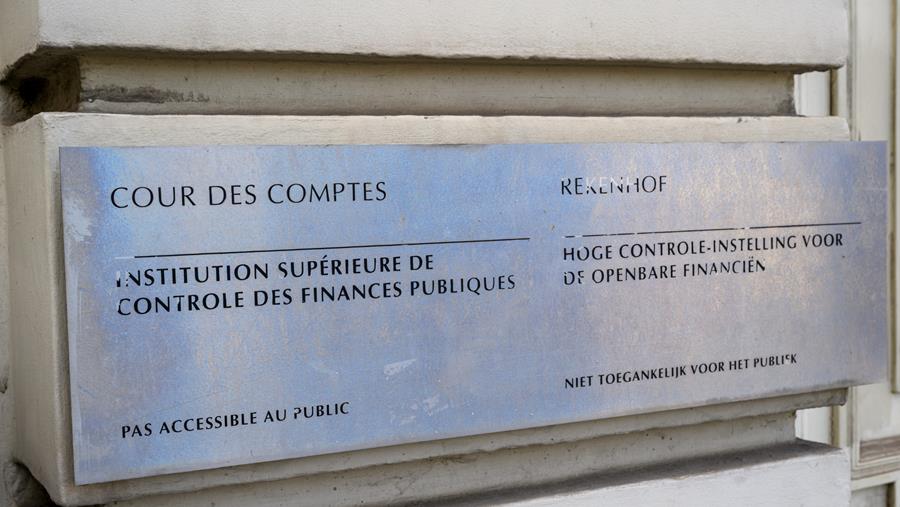 COUR DES COMPTES
INSTITUTION SUPÉRIEURE DE
CONTROLE DES FINANCES PUBLIQUES
PAS ACCESSIBLE AU PUBLIC
REKENHOF
HOGE CONTROLE-INSTELLING VOOR
DE OPENBARE FINANCIËN
NIET TOEGANKELIJK VOOR HET PUBLIEK